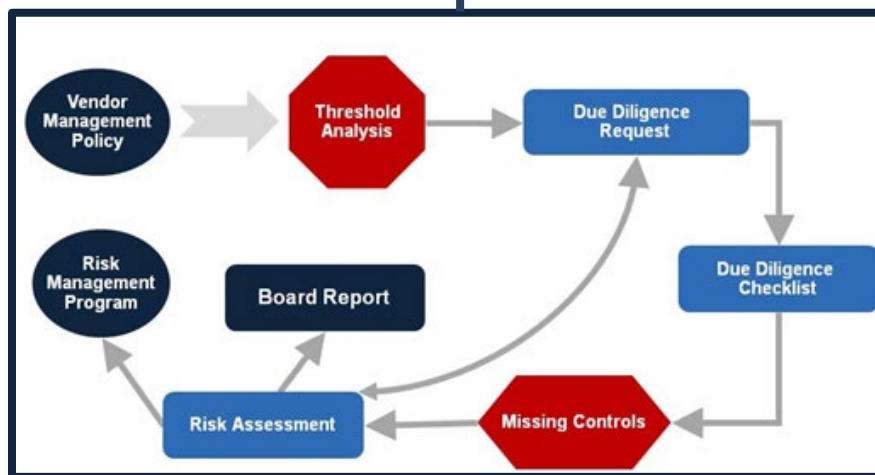 Vendor
Management
Policy
Threshold
Analysis
Due Diligence
Request
Due Diligence
Checklist
Risk
Management
Program
Board Report
Risk Assessment
Missing Controls